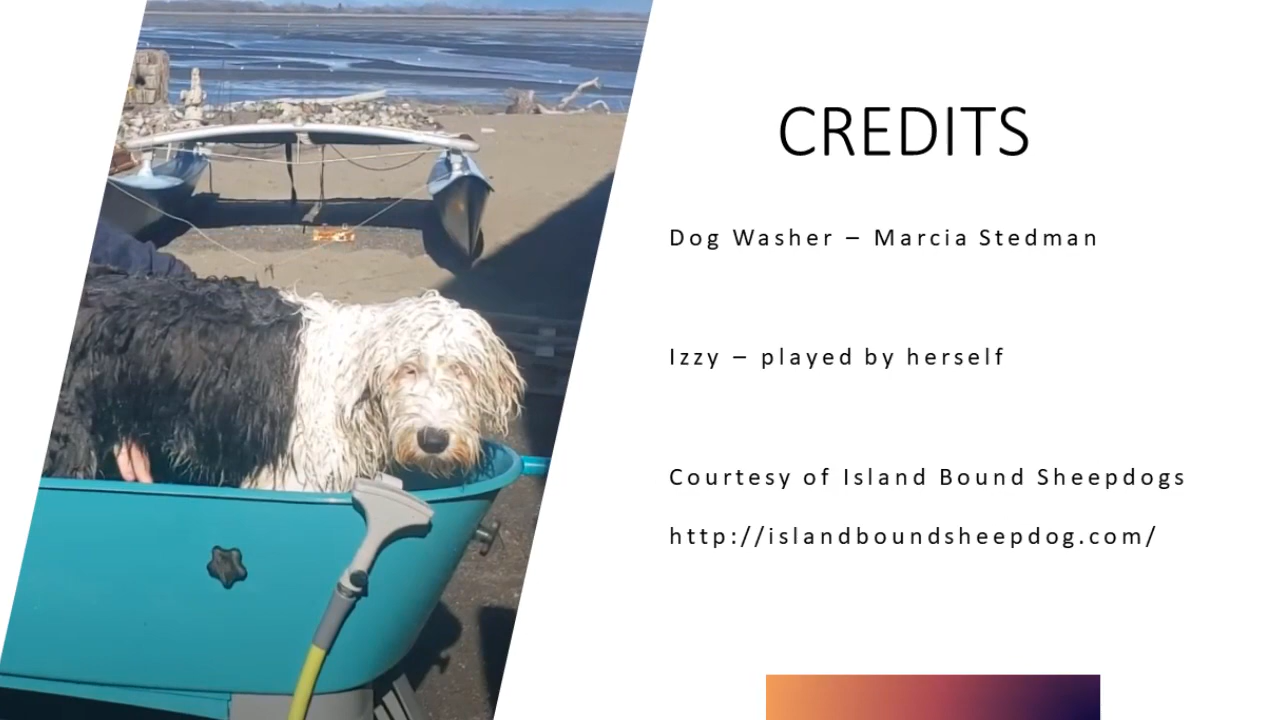 CREDITS
Dog Washer – Marcia Stedman
Izzy – played by herself
Courtesy of Island Bound Sheepdogs
http://islandboundsheepdog.com/